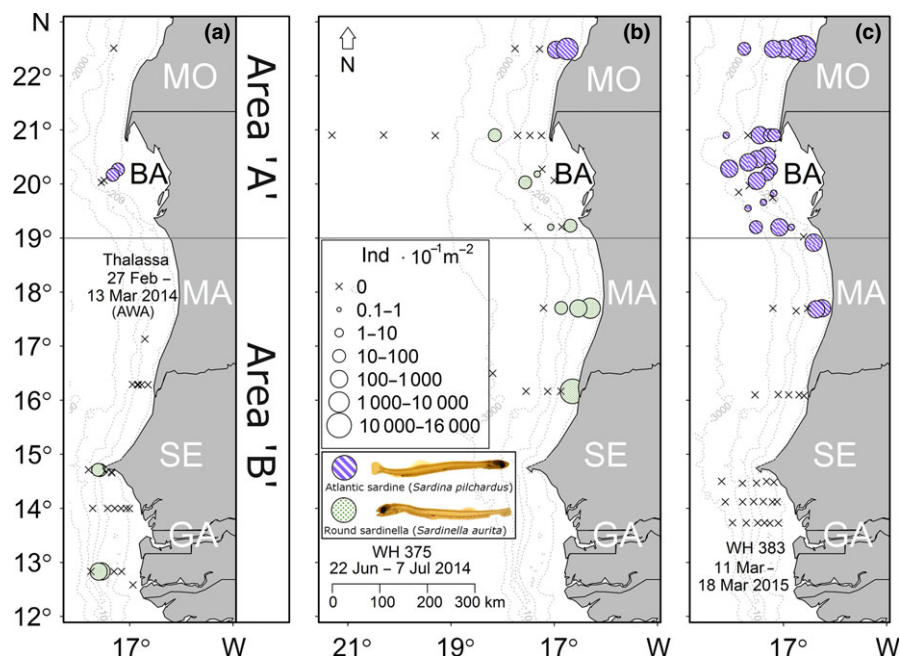 (a)
(b)
(c)
22°
21°
20°
19°
18°
17°
16°
15°
14°
13°
12°
MO
BA
MA
SE
GA
Thalassa
27 Feb –
13 Mar 2014
(AWA)
17°
W
Area 'A'
Area 'B'
N
2000
200
3000
MO
BA
MA
SE
GA
Ind · 10⁻¹m⁻²
0
0.1–1
1–10
10–100
100–1 000
1 000–10 000
10 000–16 000
Atlantic sardine (Sardina pilchardus)
Round sardinella (Sardinella aurita)
WH 375
22 Jun – 7 Jul 2014
0 100 200 300
km
21°
19°
17°
W
MO
BA
MA
SE
GA
WH 383
11 Mar –
18 Mar 2015
17°
W